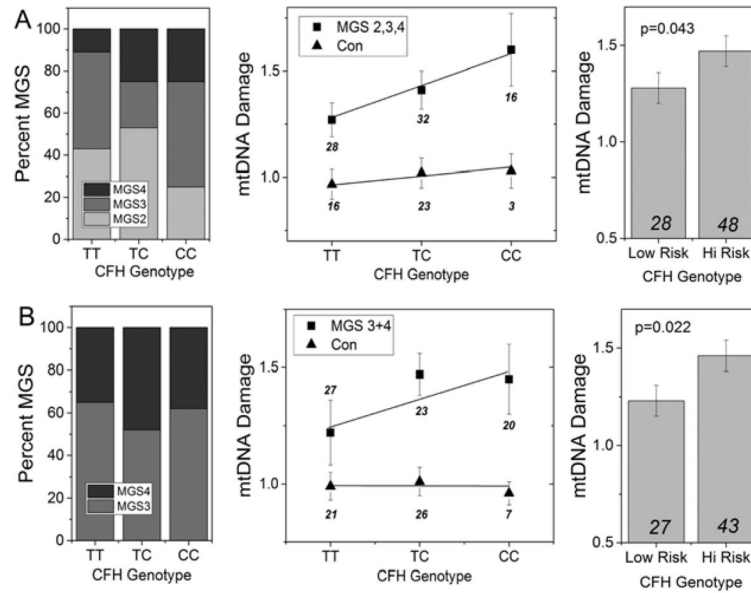 A
Percent MGS
100
80
60
40
20
0
MGS4
MGS3
MGS2
TT TC CC
CFH Genotype
mtDNA Damage
1.5
1.0
MGS 2,3,4
Con
28
32
16
16
23
3
TT TC CC
CFH Genotype
mtDNA Damage
1.5
1.0
0.5
p=0.043
28 48
Low Risk Hi Risk
CFH Genotype
B
Percent MGS
100
80
60
40
20
0
MGS4
MGS3
TT TC CC
CFH Genotype
mtDNA Damage
1.5
1.0
MGS 3+4
Con
27
23
20
21
26
7
TT TC CC
CFH Genotype
mtDNA Damage
1.5
1.0
0.5
p=0.022
27 43
Low Risk Hi Risk
CFH Genotype